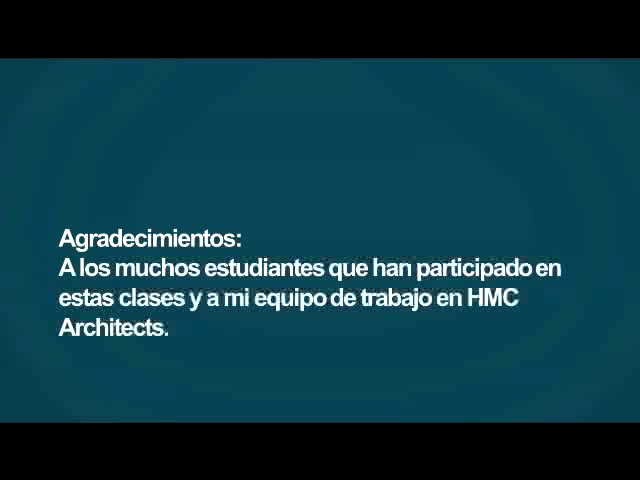 Agradecimientos:
A los muchos estudiantes que han participado en
estas clases y a mi equipo de trabajo en HMC
Architects.